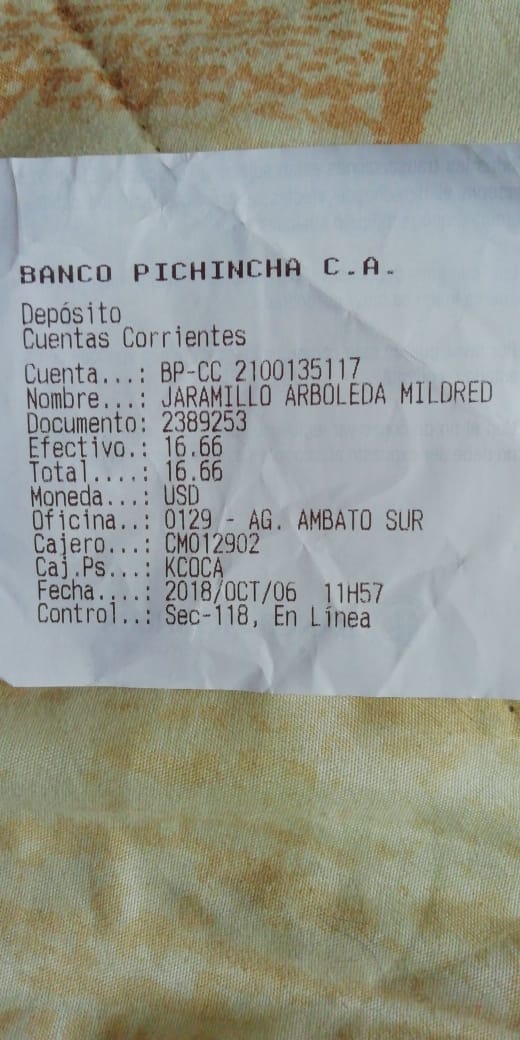 BANCO PICHINCHA C.A.
Depósito
Cuentas Corrientes
Cuenta...: BP-CC 2100135117
Nombre...: JARAMILLO ARBOLEDA MILDRED
Documento: 2389253
Efectivo.: 16.66
Total....: 16.66
Moneda...: USD
Oficina..: 0129 - AG. AMBATO SUR
Cajero...: CM012902
Caj.Ps...: KCOCA
Fecha....: 2018/OCT/06  11H57
Control..: Sec-118, En Línea